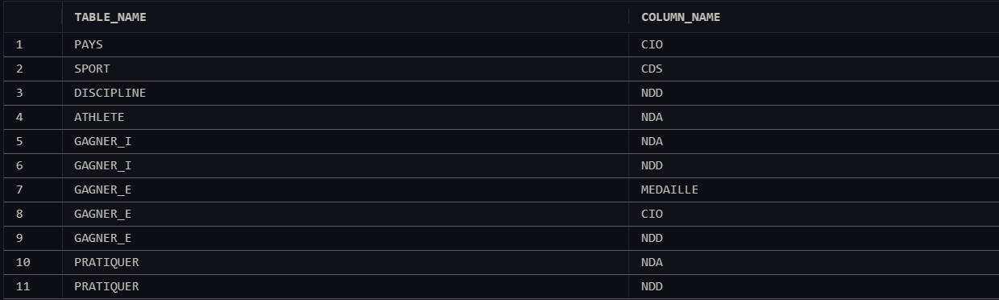 TABLE_NAME COLUMN_NAME
1 PAYS CIO
2 SPORT CDS
3 DISCIPLINE NDD
4 ATHLETE NDA
5 GAGNER_I NDA
6 GAGNER_I NDD
7 GAGNER_E MEDAILLE
8 GAGNER_E CIO
9 GAGNER_E NDD
10 PRATIQUER NDA
11 PRATIQUER NDD